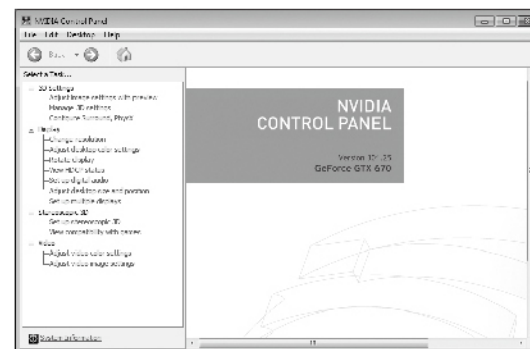 NVIDIA Control Panel
File Edit Desktop Help
Back
Select a Task...
3D Settings
Adjust image settings with preview
Manage 3D settings
Configure Surround, PhysX
Display
Change resolution
Adjust desktop color settings
Rotate display
View HDCP status
Set up digital audio
Adjust desktop size and position
Set up multiple displays
Stereoscopic 3D
Set up stereoscopic 3D
View compatibility with games
Video
Adjust video color settings
Adjust video image settings
NVIDIA
CONTROL PANEL
Version
GeForce GTX 670
System Information